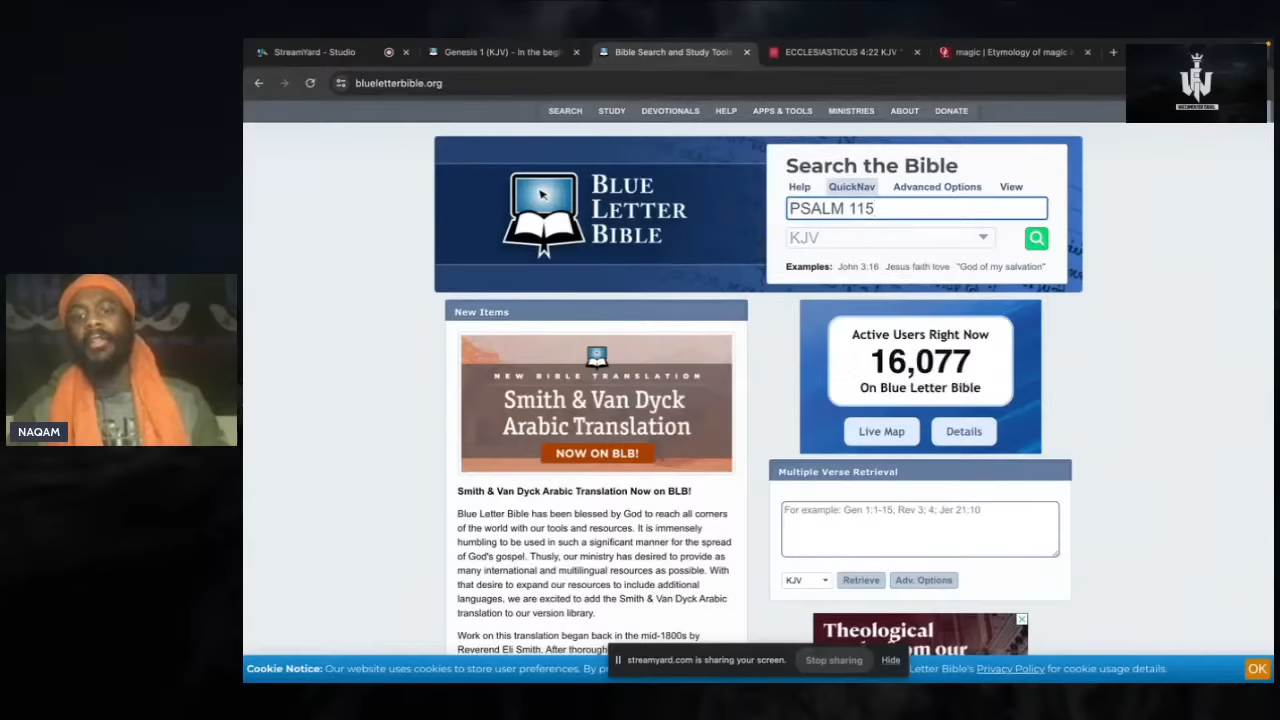 StreamYard - Studio
Genesis 1 (KJV) - In the begi
Bible Search and Study Tools
ECCLESIASTICUS 4:22 KJV "
magic | Etymology of magic
blueletterbible.org
SEARCH STUDY DEVOTIONALS HELP APPS & TOOLS MINISTRIES ABOUT DONATE
BLUE
LETTER
BIBLE
Search the Bible
Help QuickNav Advanced Options View
PSALM 115
KJV
Examples: John 3:16 Jesus faith love "God of my salvation"
New Items
NEW BIBLE TRANSLATION
Smith & Van Dyck
Arabic Translation
NOW ON BLB!
Smith & Van Dyck Arabic Translation Now on BLB!
Blue Letter Bible has been blessed by God to reach all corners
of the world with our tools and resources. It is immensely
humbling to be used in such a significant manner for the spread
of God's gospel. Thusly, our ministry has desired to provide as
many international and multilingual resources as possible. With
that desire to expand our resources to include additional
languages, we are excited to add the Smith & Van Dyck Arabic
translation to our version library.
Work on this translation began back in the mid-1800s by
Reverend Eli Smith. After thorough
Active Users Right Now
16,077
On Blue Letter Bible
Live Map Details
Multiple Verse Retrieval
For example: Gen 1:1-15, Rev 3; 4; Jer 21:10
KJV Retrieve Adv. Options
Theological
om our
streamyard.com is sharing your screen. Stop sharing Hide
Cookie Notice: Our website uses cookies to store user preferences. By p
Letter Bible's Privacy Policy for cookie usage details.
OK
NAQAM